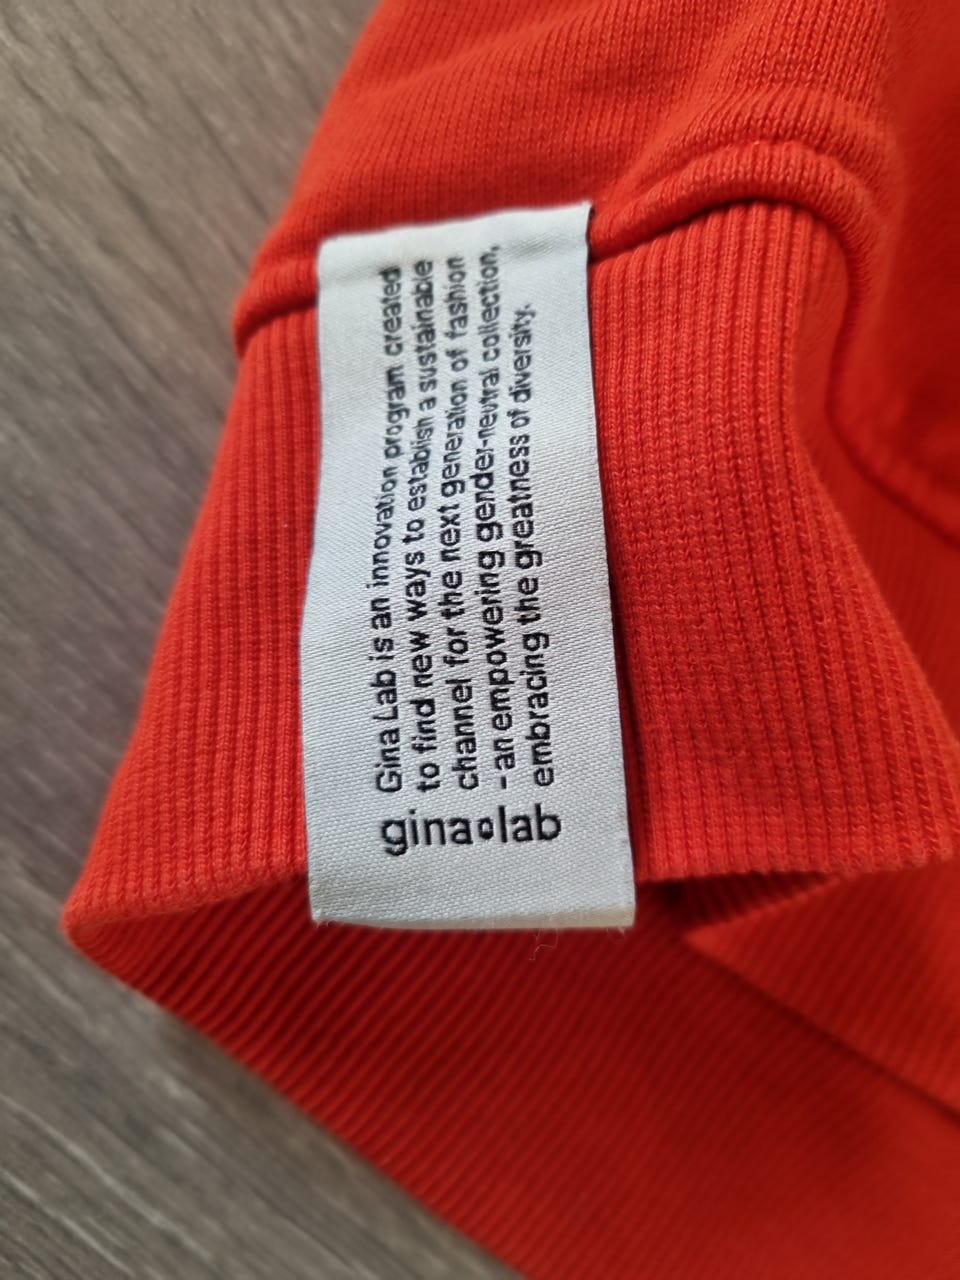 Gina Lab is an innovation program created
to find new ways to establish a sustainable
channel for the next generation of fashion
- an empowering gender-neutral collection,
embracing the greatness of diversity.
gina lab